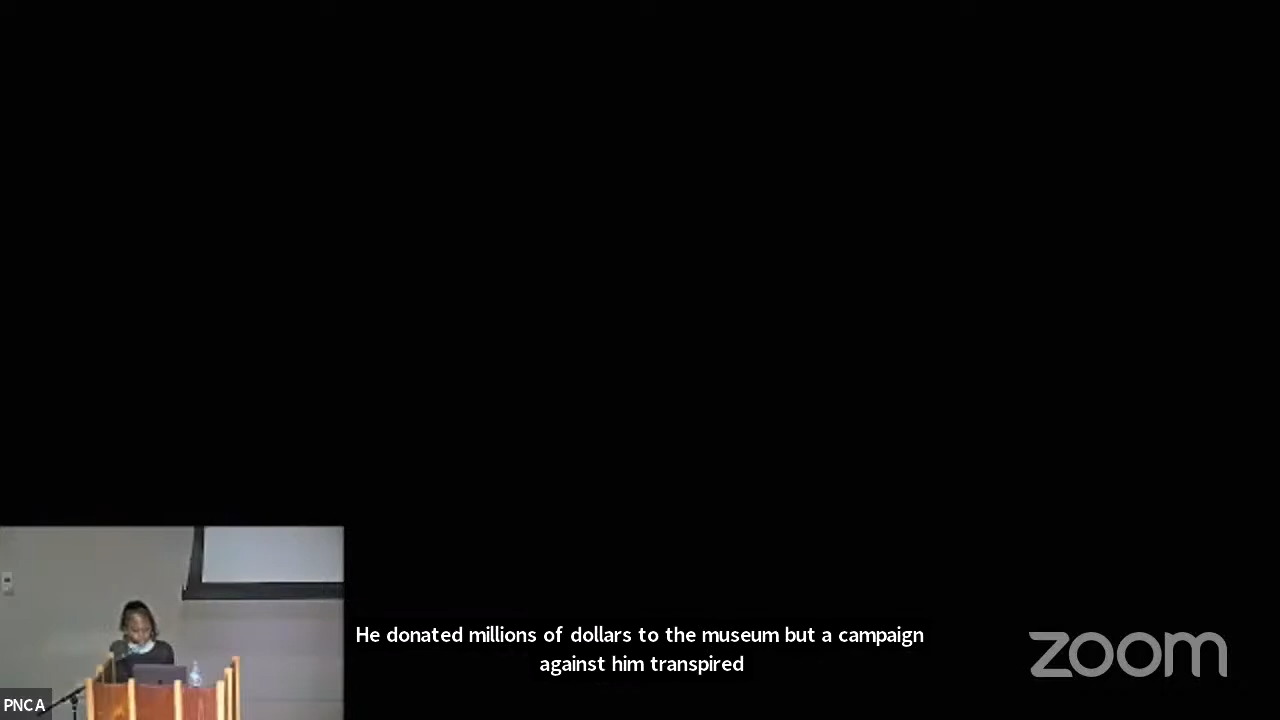 He donated millions of dollars to the museum but a campaign
against him transpired
zoom
PNCA